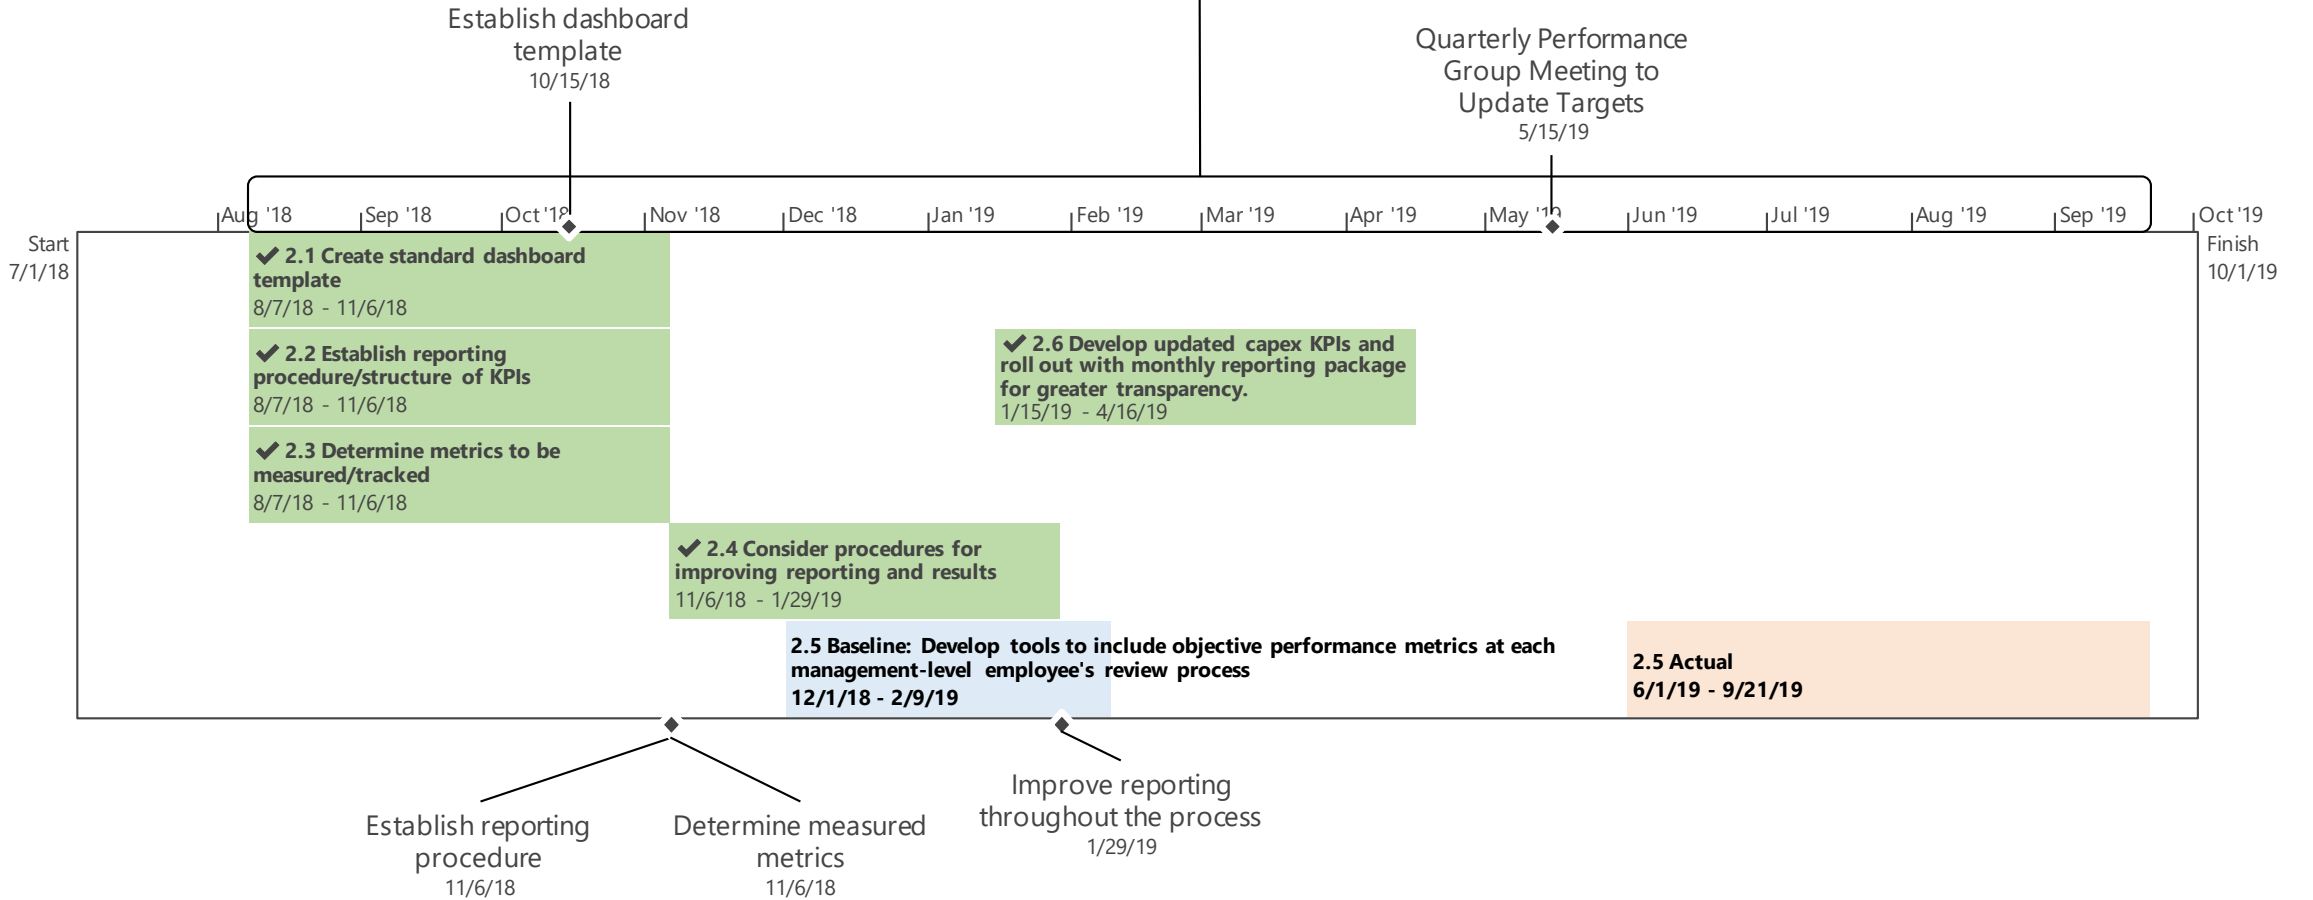 Establish dashboard
template
10/15/18
Quarterly Performance
Group Meeting to
Update Targets
5/15/19
Aug '18
Sep '18
Oct '18
Nov '18
Dec '18
Jan '19
Feb '19
Mar '19
Apr '19
May '19
Jun '19
Jul '19
Aug '19
Sep '19
Oct '19
Start
7/1/18
Finish
10/1/19
✔ 2.1 Create standard dashboard
template
8/7/18 - 11/6/18
✔ 2.2 Establish reporting
procedure/structure of KPIs
8/7/18 - 11/6/18
✔ 2.6 Develop updated capex KPIs and
roll out with monthly reporting package
for greater transparency.
1/15/19 - 4/16/19
✔ 2.3 Determine metrics to be
measured/tracked
8/7/18 - 11/6/18
✔ 2.4 Consider procedures for
improving reporting and results
11/6/18 - 1/29/19
2.5 Baseline: Develop tools to include objective performance metrics at each
management-level employee's review process
12/1/18 - 2/9/19
2.5 Actual
6/1/19 - 9/21/19
Establish reporting
procedure
11/6/18
Determine measured
metrics
11/6/18
Improve reporting
throughout the process
1/29/19